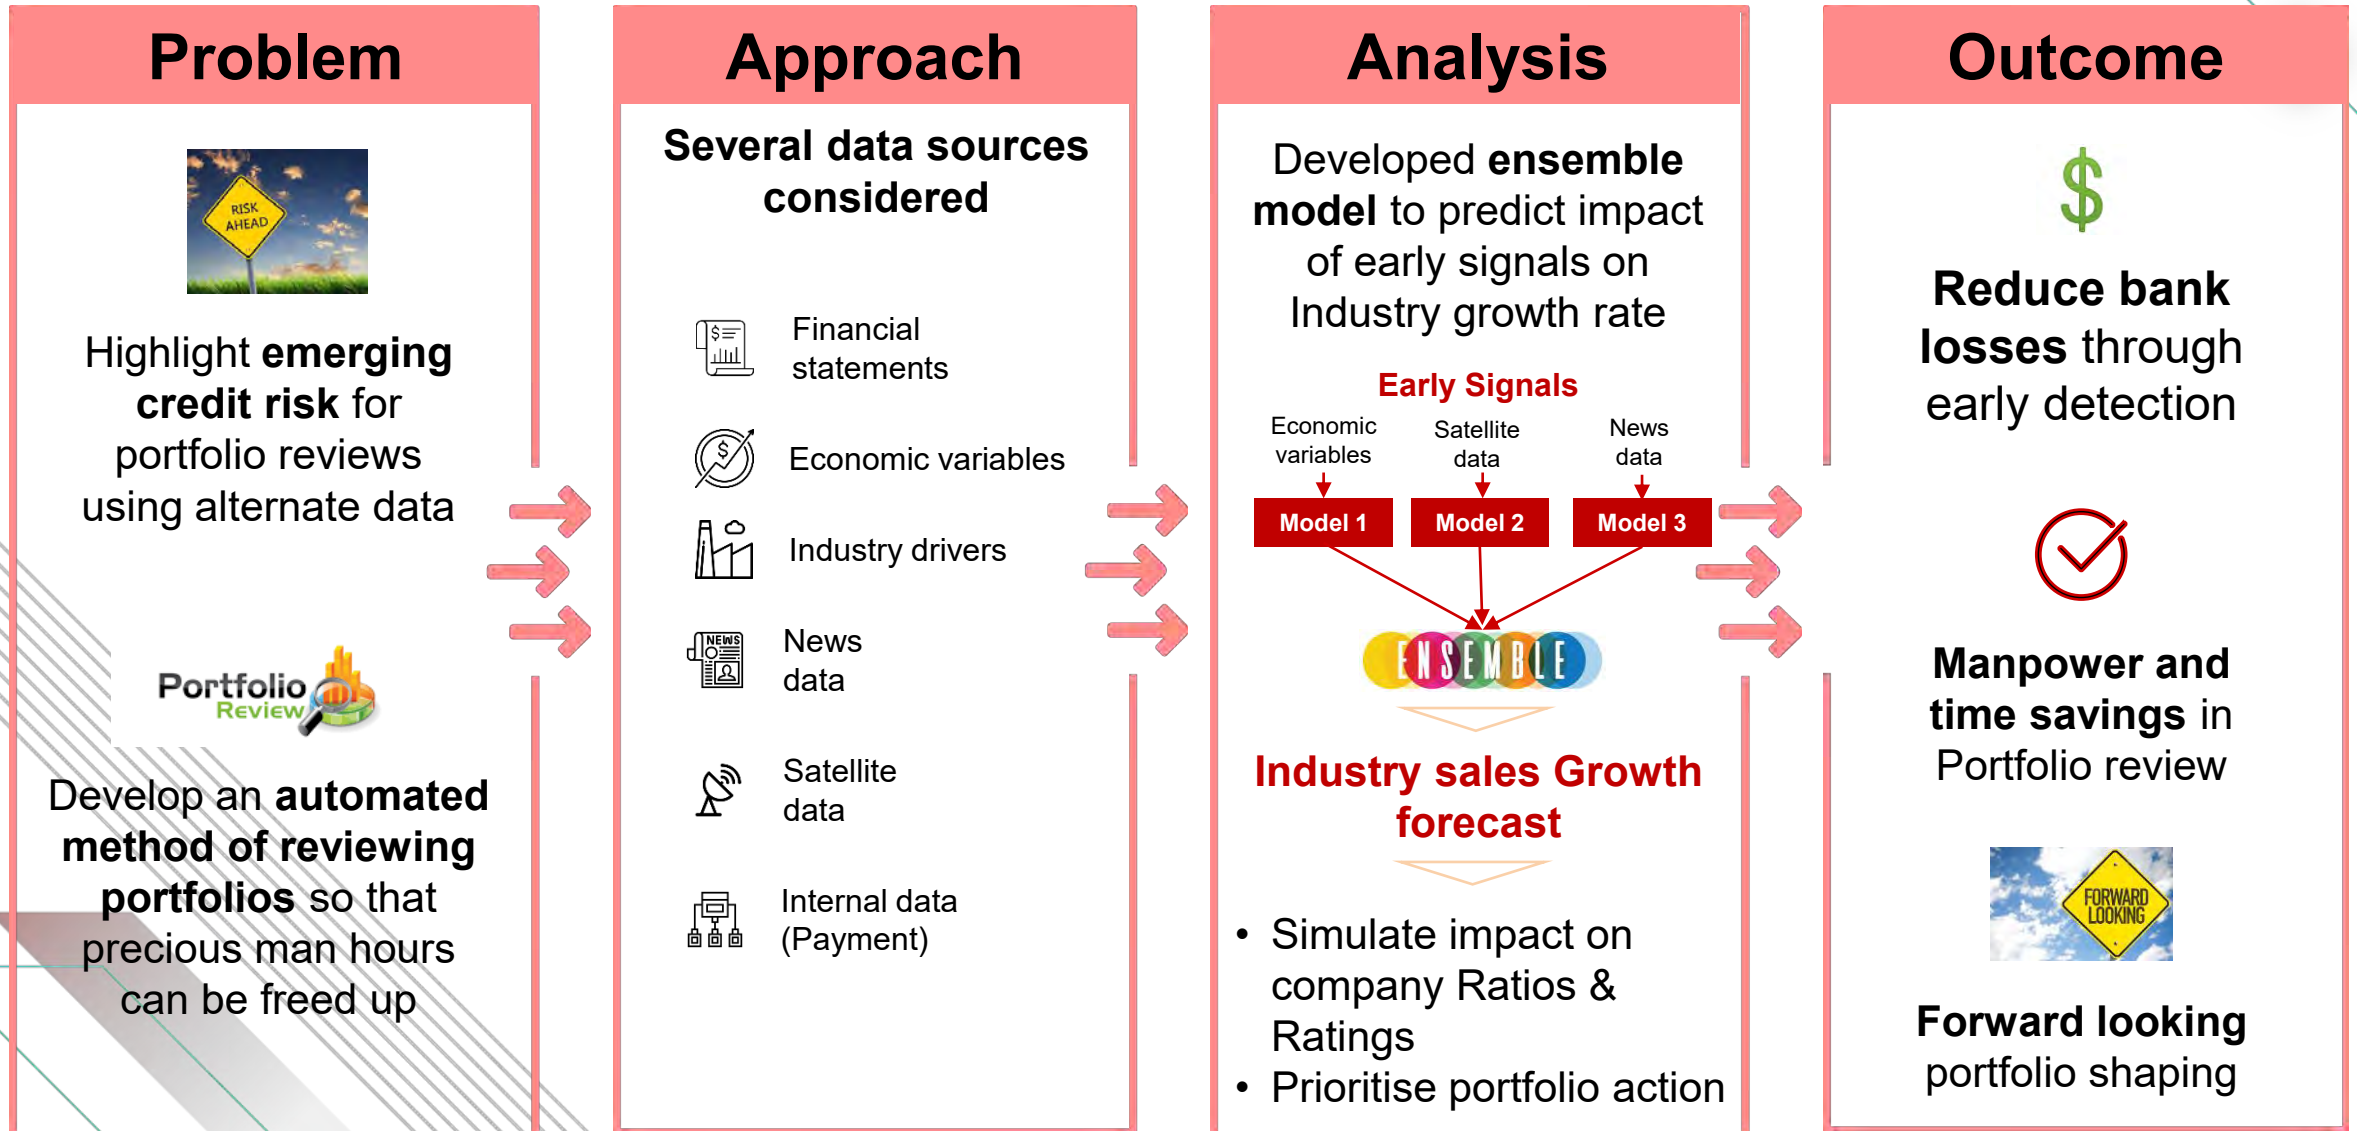 Problem
RISK
AHEAD
Highlight emerging
credit risk for
portfolio reviews
using alternate data
Portfolio
Review
Develop an automated
method of reviewing
portfolios so that
precious man hours
can be freed up
Approach
Several data sources
considered
Financial
statements
Economic variables
Industry drivers
NEWS
News
data
Satellite
data
Internal data
(Payment)
Analysis
Developed ensemble
model to predict impact
of early signals on
Industry growth rate
Early Signals
Economic
variables
Satellite
data
News
data
Model 1
Model 2
Model 3
ENSEMBLE
Industry sales Growth
forecast
• Simulate impact on
company Ratios &
Ratings
• Prioritise portfolio action
Outcome
$
Reduce bank
losses through
early detection
Manpower and
time savings in
Portfolio review
FORWARD
LOOKING
Forward looking
portfolio shaping